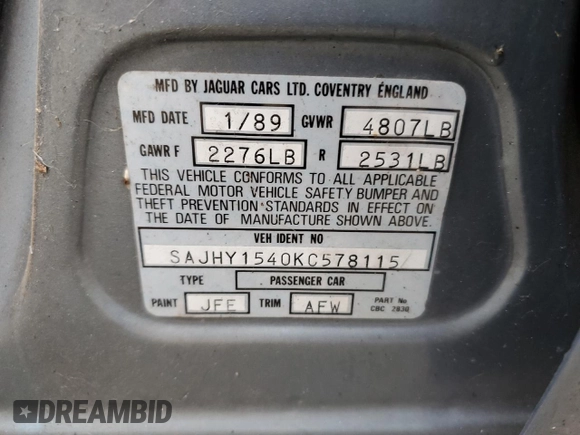 MFD BY JAGUAR CARS LTD. COVENTRY ENGLAND
MFD DATE 1/89 GVWR 4807LB
GAWR F 2276LB R 2531LB
THIS VEHICLE CONFORMS TO ALL APPLICABLE
FEDERAL MOTOR VEHICLE SAFETY BUMPER AND
THEFT PREVENTION STANDARDS IN EFFECT ON
THE DATE OF MANUFACTURE SHOWN ABOVE.
VEH IDENT NO
SAJHY1540KC578115
TYPE PASSENGER CAR
PAINT JFE TRIM AFW PART No
CBC 2830
DREAMBID